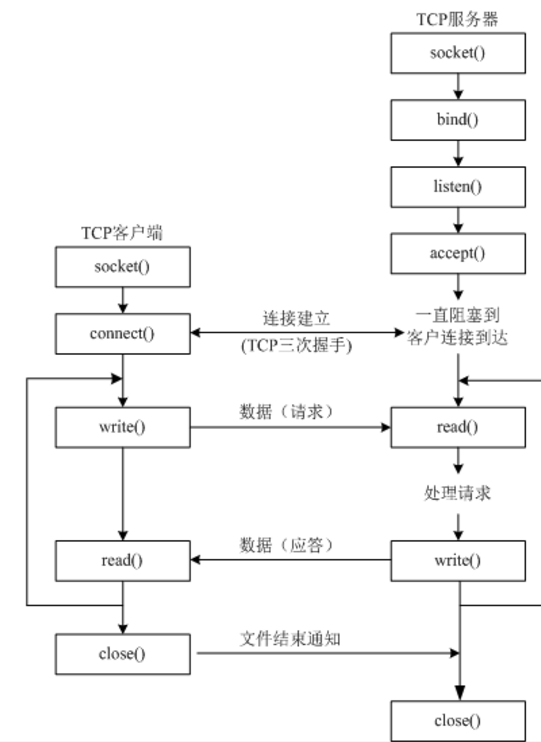 TCP服务器
socket()
bind()
listen()
TCP客户端
accept()
socket()
一直阻塞到
客户连接到达
connect()
连接建立
(TCP三次握手)
write()
数据（请求）
read()
处理请求
read()
数据（应答）
write()
close()
文件结束通知
close()